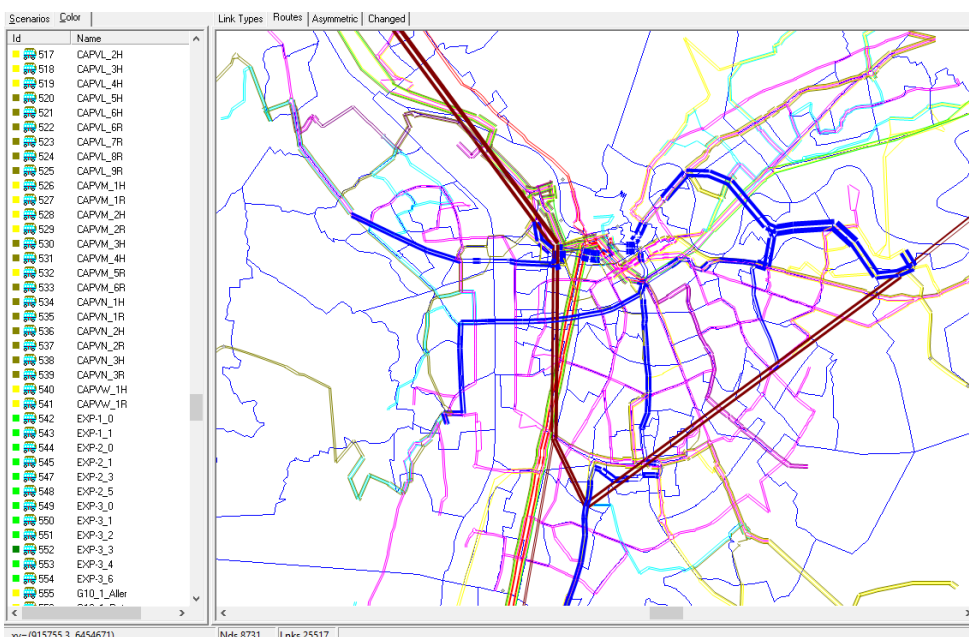 Scenarios Color
Link Types Routes Asymmetric Changed
Id Name
517 CAPVL_2H
518 CAPVL_3H
519 CAPVL_4H
520 CAPVL_5H
521 CAPVL_6H
522 CAPVL_6R
523 CAPVL_7R
524 CAPVL_8R
525 CAPVL_9R
526 CAPVM_1H
527 CAPVM_1R
528 CAPVM_2H
529 CAPVM_2R
530 CAPVM_3H
531 CAPVM_4H
532 CAPVM_5R
533 CAPVM_6R
534 CAPVN_1H
535 CAPVN_1R
536 CAPVN_2H
537 CAPVN_2R
538 CAPVN_3H
539 CAPVN_3R
540 CAPVW_1H
541 CAPVW_1R
542 EXP-1_0
543 EXP-1_1
544 EXP-2_0
545 EXP-2_1
547 EXP-2_3
548 EXP-2_5
549 EXP-3_0
550 EXP-3_1
551 EXP-3_2
552 EXP-3_3
553 EXP-3_4
554 EXP-3_6
555 G10_1_Aller
xy=(915755.3, 6454671) Nds 8731 Lnks 25517